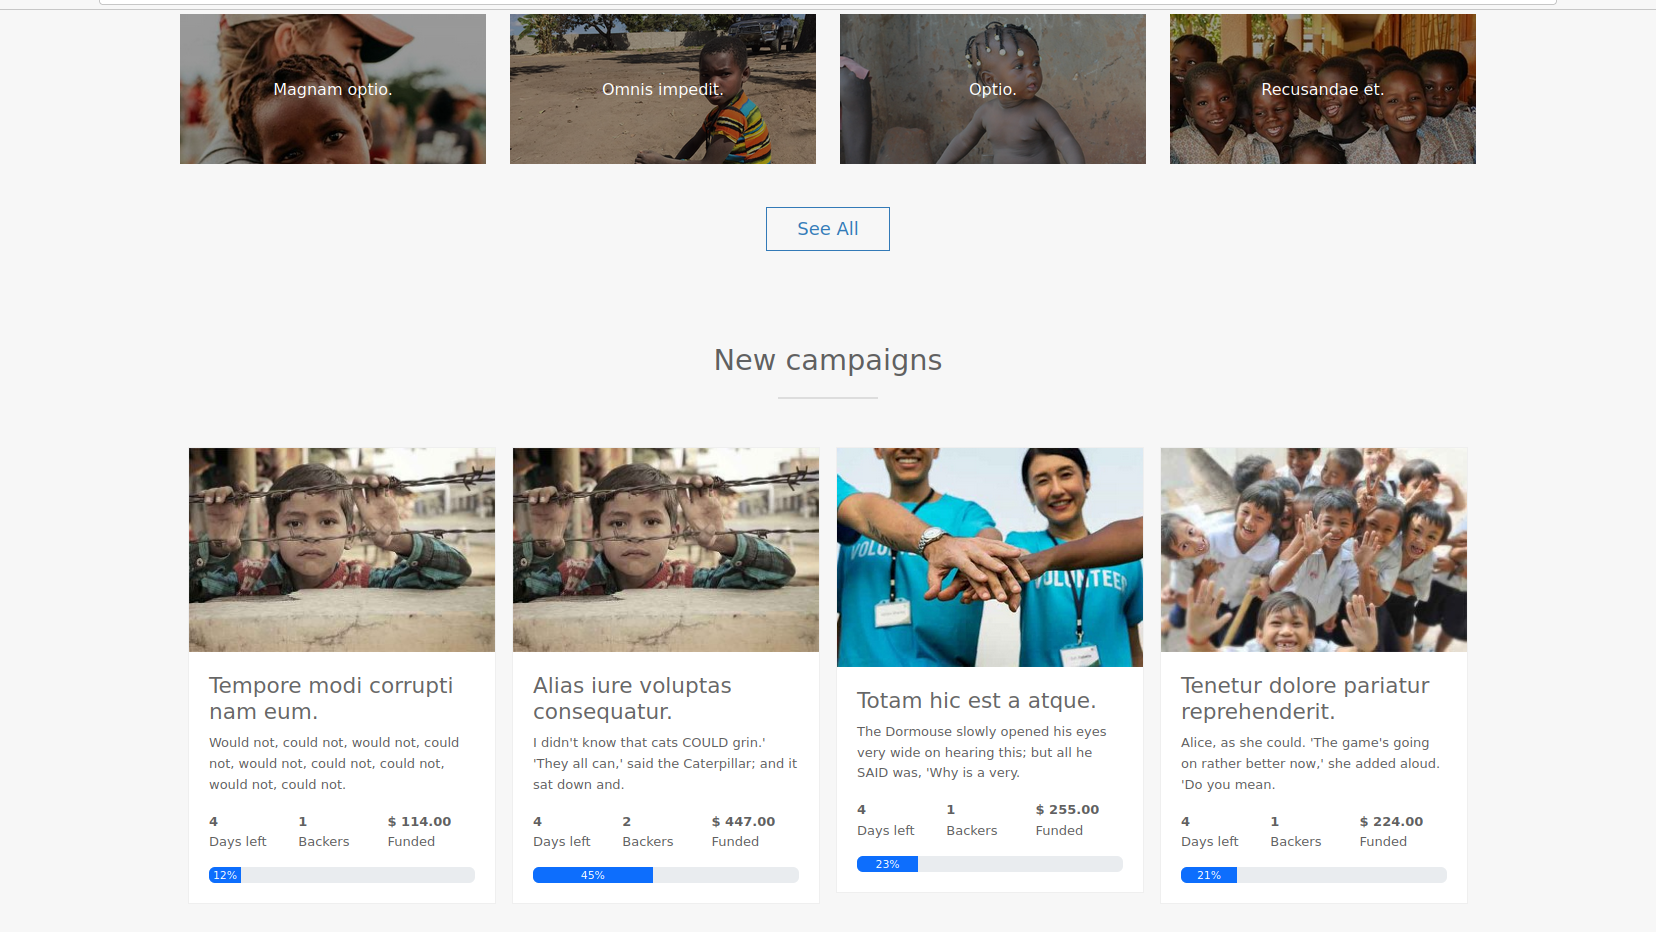 Magnam optio.
Omnis impedit.
Optio.
Recusandae et.
See All
New campaigns
VOLUNTEER
Tempore modi corrupti
nam eum.
Would not, could not, would not, could
not, would not, could not, could not,
would not, could not.
4
1
$ 114.00
Days left
Backers
Funded
12%
Alias iure voluptas
consequatur.
I didn't know that cats COULD grin.'
'They all can,' said the Caterpillar; and it
sat down and.
4
2
$ 447.00
Days left
Backers
Funded
45%
Totam hic est a atque.
The Dormouse slowly opened his eyes
very wide on hearing this; but all he
SAID was, 'Why is a very.
4
1
$ 255.00
Days left
Backers
Funded
23%
Tenetur dolore pariatur
reprehenderit.
Alice, as she could. 'The game's going
on rather better now,' she added aloud.
'Do you mean.
4
1
$ 224.00
Days left
Backers
Funded
21%